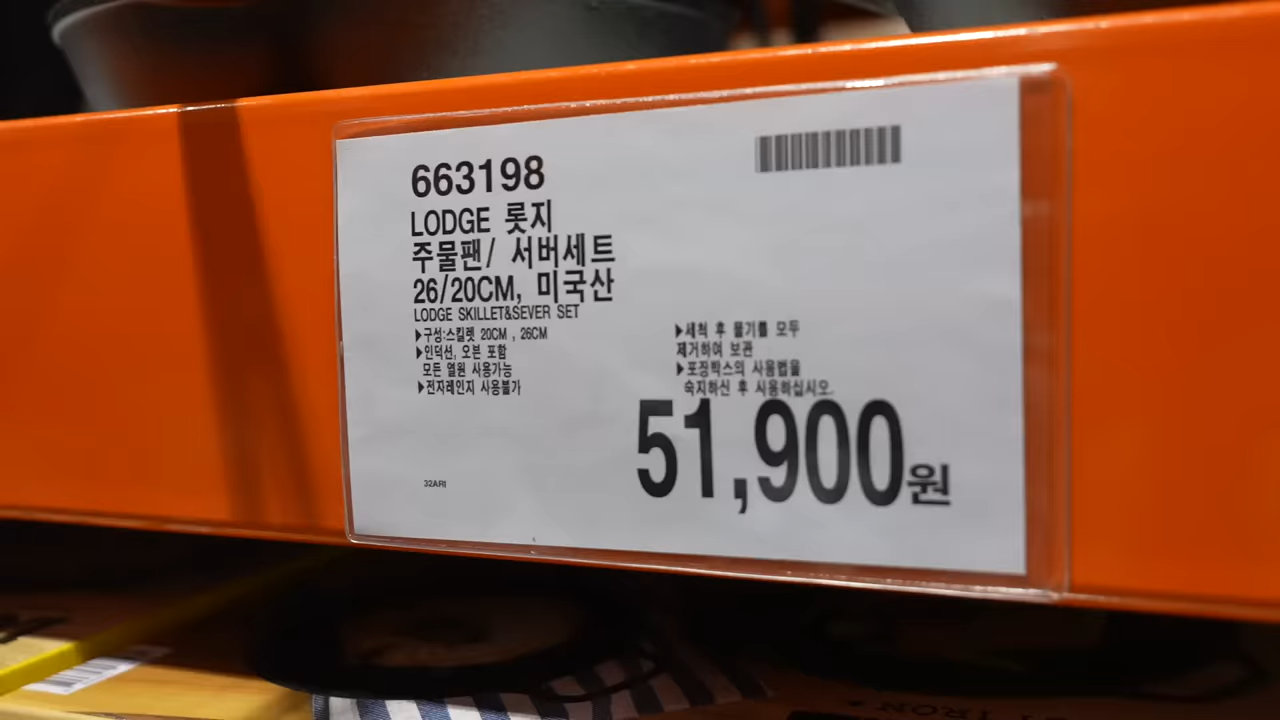 663198
LODGE 롯지
주물팬/ 서버세트
26/20CM, 미국산
LODGE SKILLET&SEVER SET
▶구성:스킬렛 20CM , 26CM
▶인덕션, 오븐 포함
모든 열원 사용가능
▶전자레인지 사용불가
▶세척 후 물기를 모두
제거하여 보관
▶포장박스의 사용법을
숙지하신 후 사용하십시오.
51,900원
32ARI